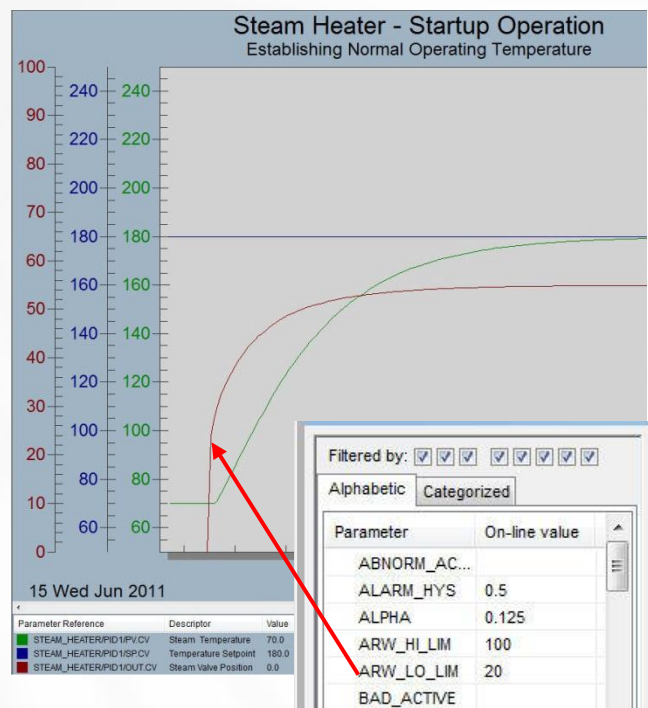 Steam Heater - Startup Operation
Establishing Normal Operating Temperature
100
90
80
70
60
50
40
30
20
10
0
240
220
200
180
160
140
120
100
80
60
240
220
200
180
160
140
120
100
80
60
15 Wed Jun 2011
Parameter Reference Descriptor Value
STEAM_HEATER/PID1/PV.CV Steam Temperature 70.0
STEAM_HEATER/PID1/SP.CV Temperature Setpoint 180.0
STEAM_HEATER/PID1/OUT.CV Steam Valve Position 0.0
Filtered by:
Alphabetic Categorized
Parameter On-line value
ABNORM_AC...
ALARM_HYS 0.5
ALPHA 0.125
ARW_HI_LIM 100
ARW_LO_LIM 20
BAD_ACTIVE